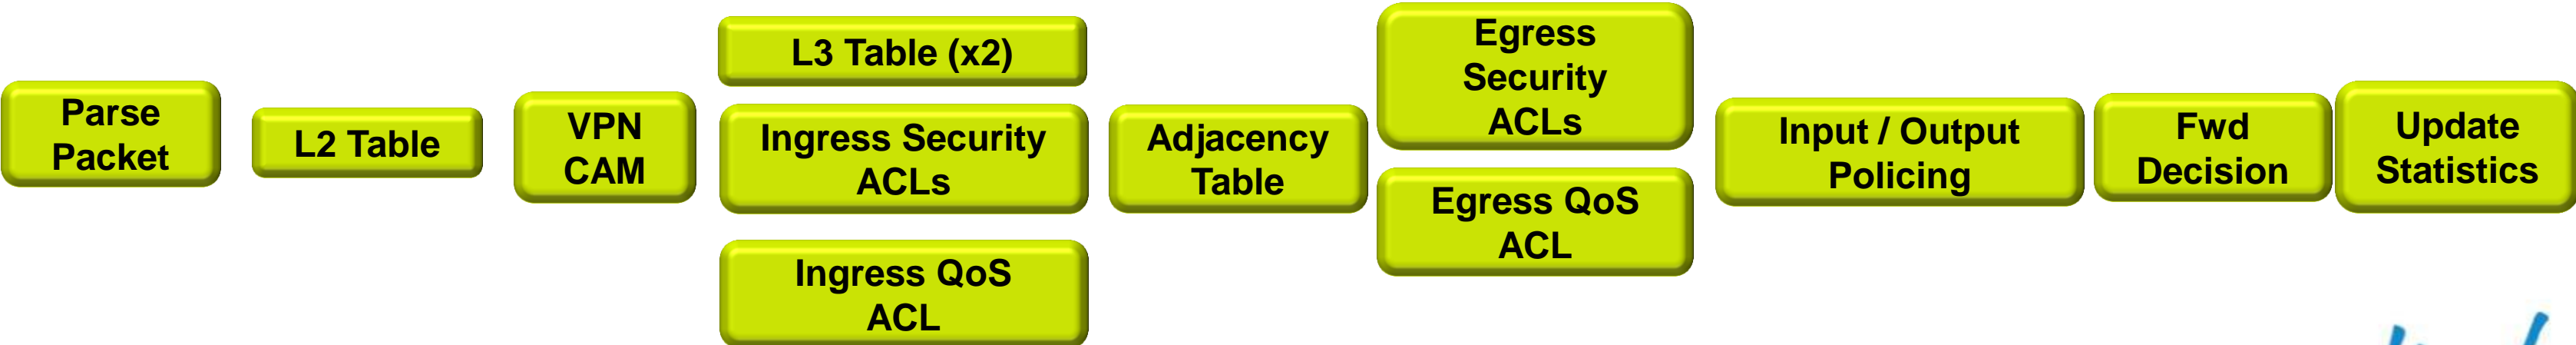 Parse
Packet
L2 Table
VPN
CAM
L3 Table (x2)
Ingress Security
ACLs
Ingress QoS
ACL
Adjacency
Table
Egress
Security
ACLs
Egress QoS
ACL
Input / Output
Policing
Fwd
Decision
Update
Statistics